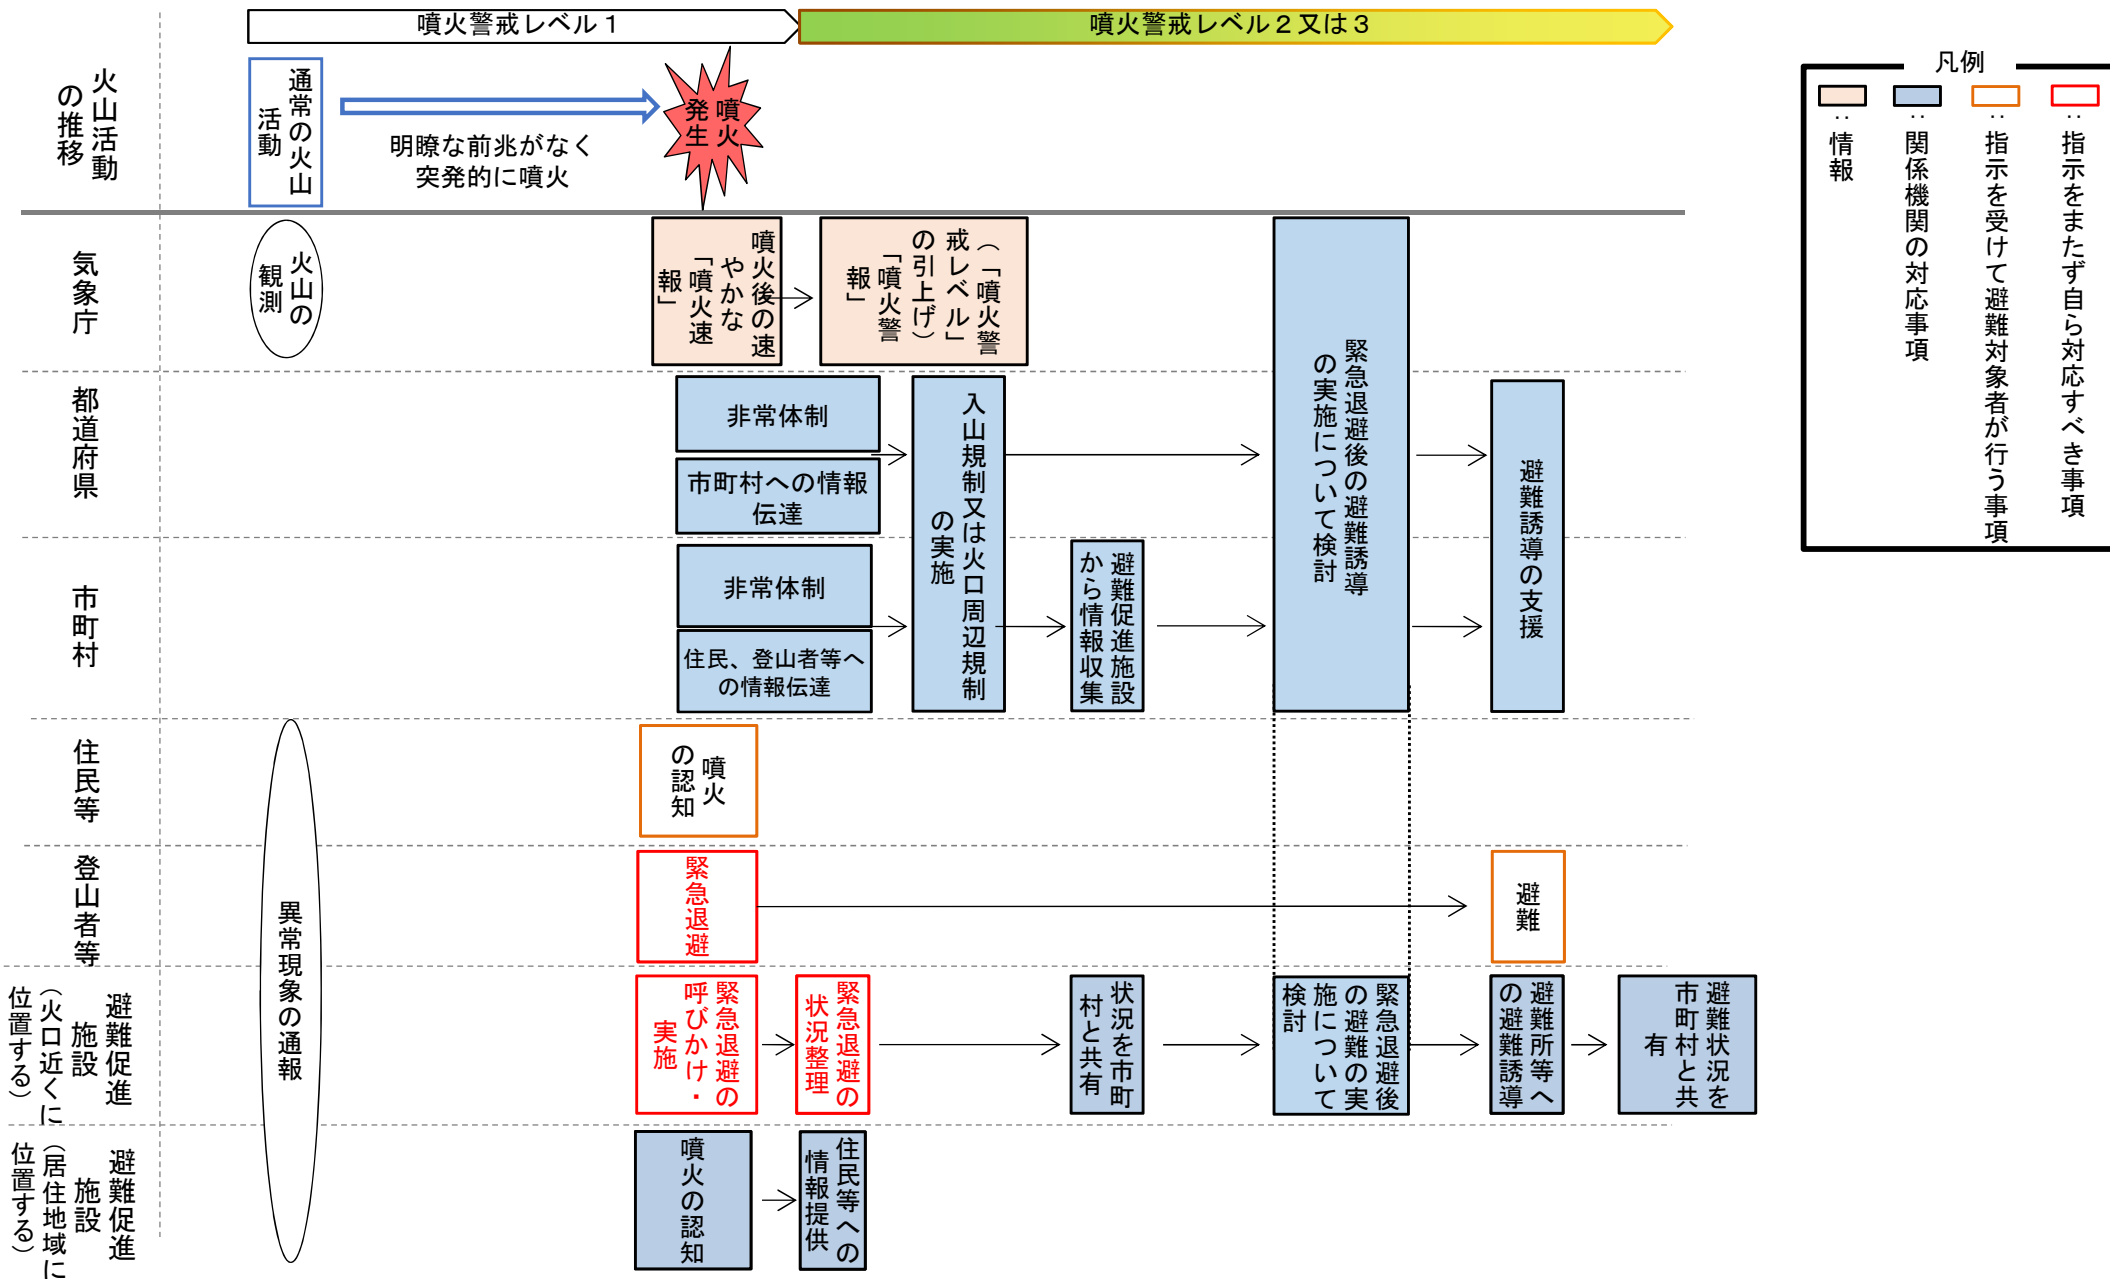 噴火警戒レベル１
噴火警戒レベル２又は３
火山活動
の推移
通常の火山
活動
明瞭な前兆がなく
突発的に噴火
噴火
発生
凡例
：情報
：関係機関の対応事項
：指示を受けて避難対象者が行う事項
：指示をまたず自ら対応すべき事項
気象庁
火山の
観測
噴火後の速
やかな
「噴火速
報」
（「噴火警
戒レベル」
の引上げ）
「噴火警
報」
緊急退避後の避難誘導
の実施について検討
都道府県
非常体制
市町村への情報
伝達
入山規制又は火口周辺規制
の実施
避難誘導の支援
市町村
非常体制
住民、登山者等へ
の情報伝達
避難促進施設
から情報収集
住民等
異常現象の通報
噴火
の認知
登山者等
緊急退避
避難
避難促進
施設
（火口近くに
位置する）
緊急退避の
呼びかけ・
実施
緊急退避の
状況整理
状況を市町
村と共有
緊急退避後
の避難の実
施について
検討
避難所等へ
の避難誘導
避難状況を
市町村と共
有
避難促進
施設
（居住地域に
位置する）
噴火の認知
住民等への
情報提供